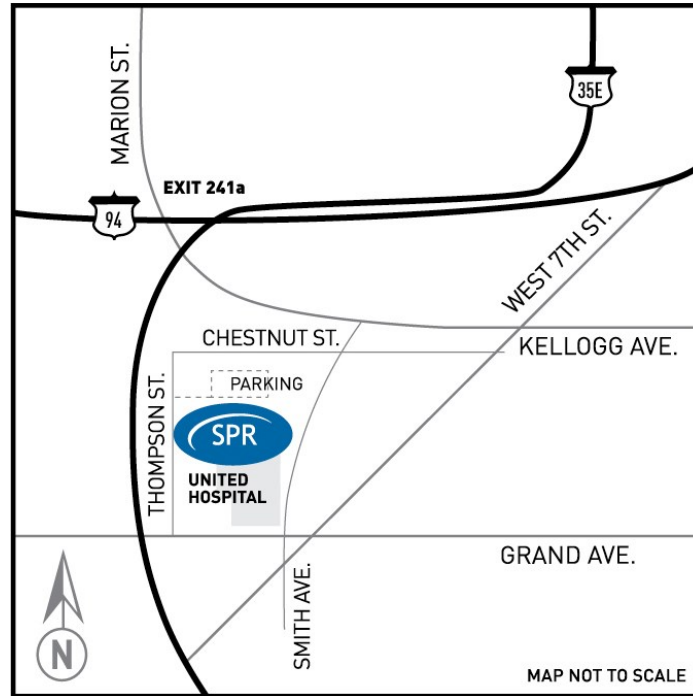 MARION ST.
35E
EXIT 241a
94
WEST 7TH ST.
CHESTNUT ST.
KELLOGG AVE.
PARKING
THOMPSON ST.
SPR
UNITED
HOSPITAL
GRAND AVE.
SMITH AVE.
N
MAP NOT TO SCALE